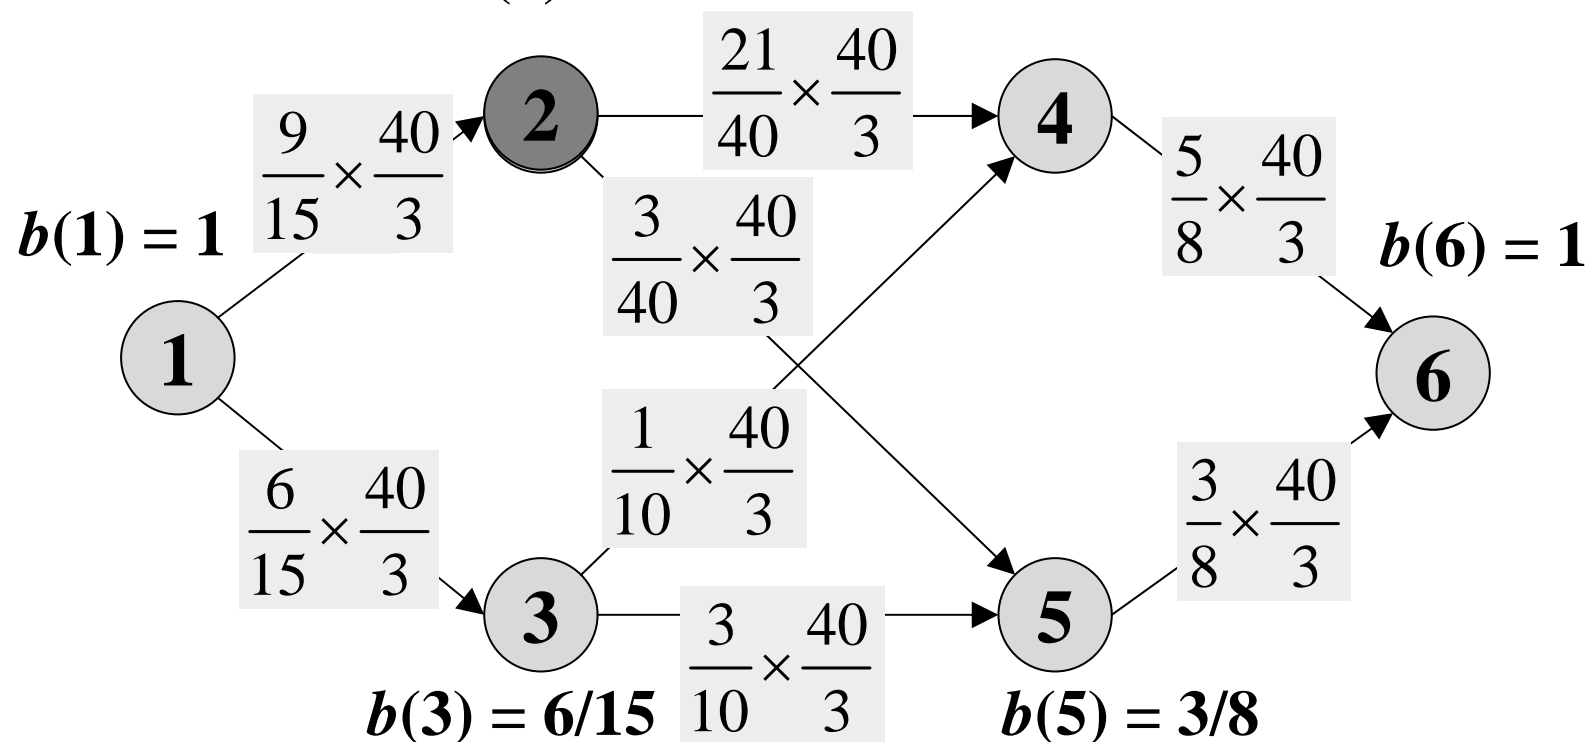 21/40 × 40/3
2
4
9/15 × 40/3
5/8 × 40/3
3/40 × 40/3
b(1) = 1
b(6) = 1
1
6
1/10 × 40/3
6/15 × 40/3
3/8 × 40/3
3
5
3/10 × 40/3
b(3) = 6/15
b(5) = 3/8